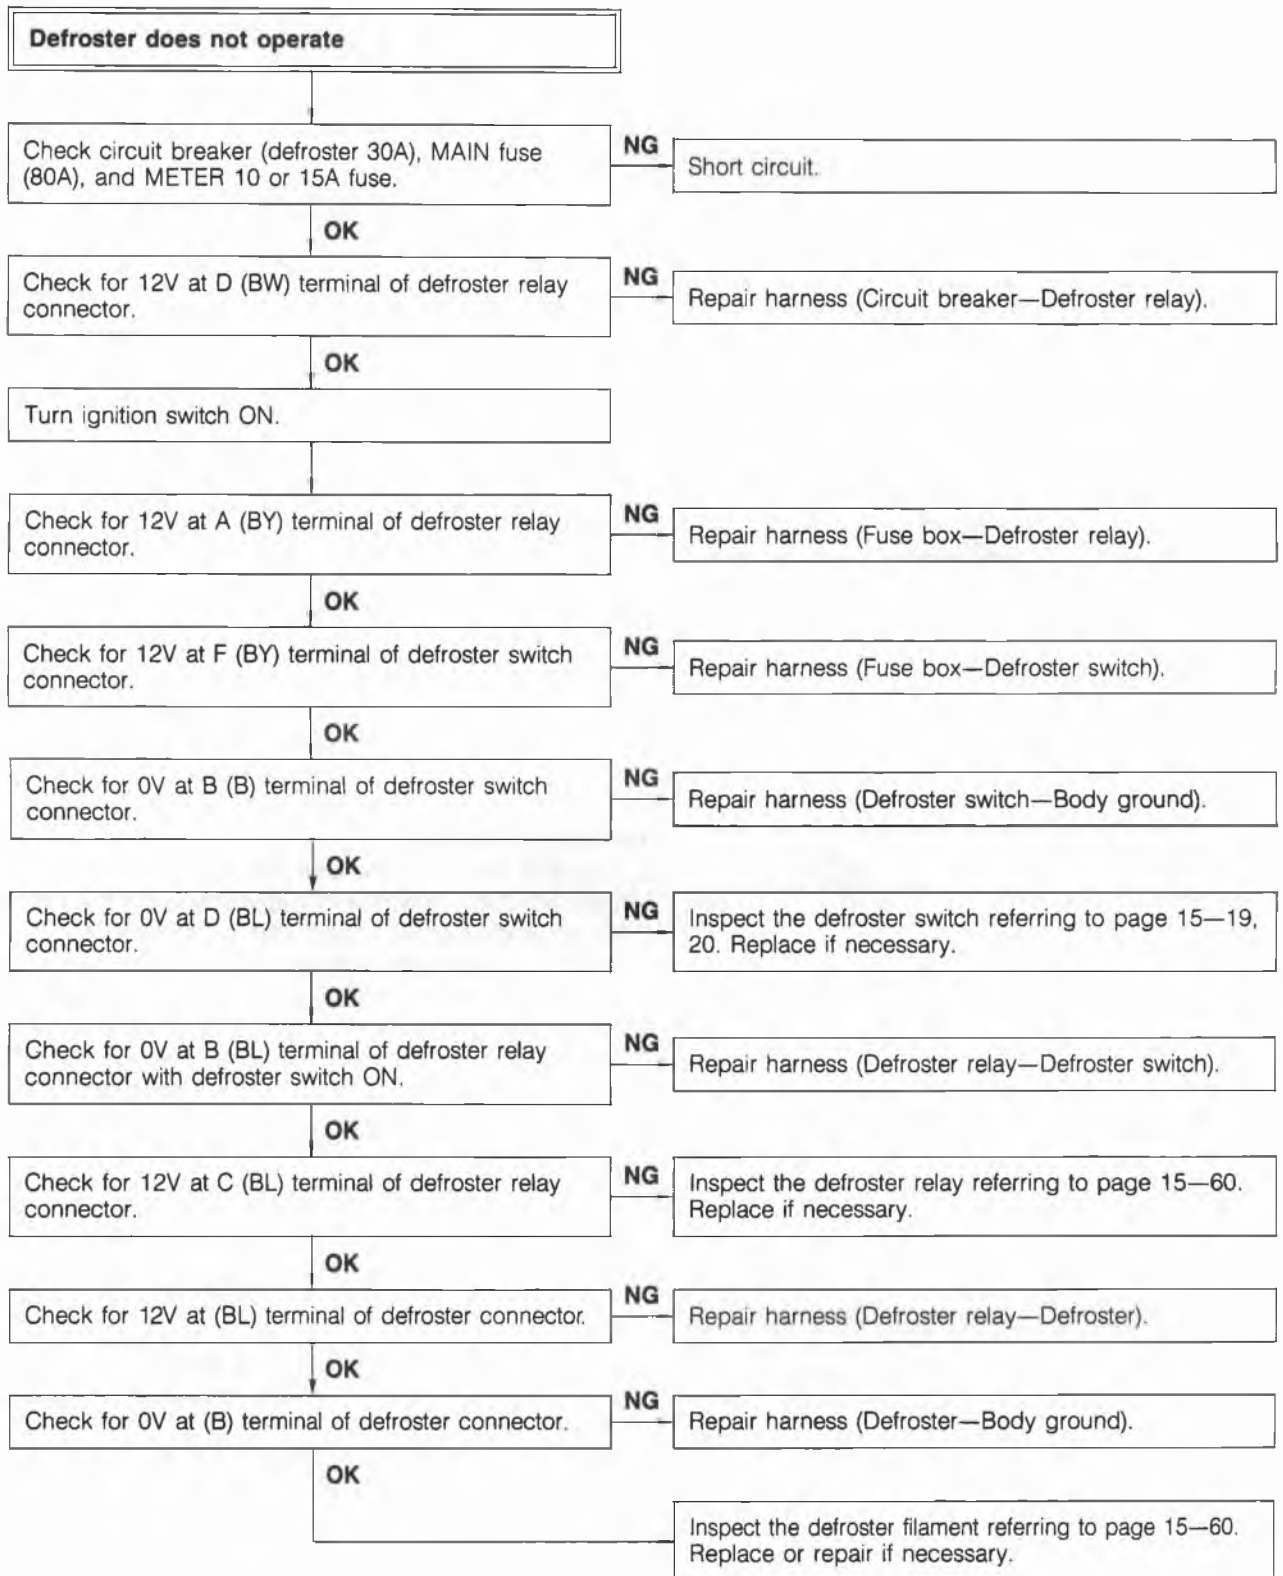 Defroster does not operate
Check circuit breaker (defroster 30A), MAIN fuse
(80A), and METER 10 or 15A fuse.
NG
Short circuit.
OK
Check for 12V at D (BW) terminal of defroster relay
connector.
NG
Repair harness (Circuit breaker—Defroster relay).
OK
Turn ignition switch ON.
Check for 12V at A (BY) terminal of defroster relay
connector.
NG
Repair harness (Fuse box—Defroster relay).
OK
Check for 12V at F (BY) terminal of defroster switch
connector.
NG
Repair harness (Fuse box—Defroster switch).
OK
Check for 0V at B (B) terminal of defroster switch
connector.
NG
Repair harness (Defroster switch—Body ground).
OK
Check for 0V at D (BL) terminal of defroster switch
connector.
NG
Inspect the defroster switch referring to page 15—19,
20. Replace if necessary.
OK
Check for 0V at B (BL) terminal of defroster relay
connector with defroster switch ON.
NG
Repair harness (Defroster relay—Defroster switch).
OK
Check for 12V at C (BL) terminal of defroster relay
connector.
NG
Inspect the defroster relay referring to page 15—60.
Replace if necessary.
OK
Check for 12V at (BL) terminal of defroster connector.
NG
Repair harness (Defroster relay—Defroster).
OK
Check for 0V at (B) terminal of defroster connector.
NG
Repair harness (Defroster—Body ground).
OK
Inspect the defroster filament referring to page 15—60.
Replace or repair if necessary.